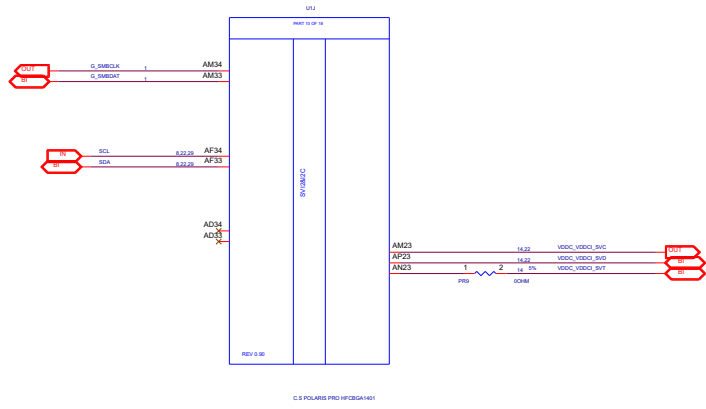 U1J
PART 10 OF 18
OUT G_SMBCLK 1 AM34
BI G_SMBDAT 1 AM33
IN SCL 8,22,29 AF34
BI SDA 8,22,29 AF33
AD34
AD33
SVI2&I2C
AM23 14,22 VDDC_VDDCI_SVC OUT
AP23 14,22 VDDC_VDDCI_SVD BI
AN23 1 2 14 5% VDDC_VDDCI_SVT BI
PR9 0OHM
REV 0.90
C.S POLARIS PRO HFCBGA1401